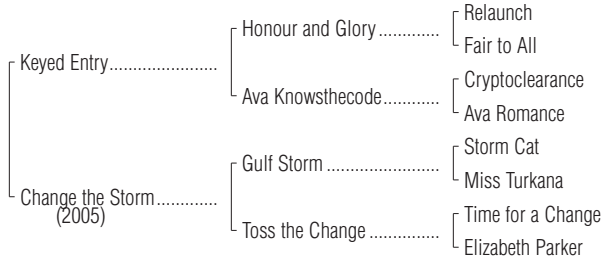 Relaunch
Honour and Glory.............
Fair to All
Keyed Entry.......................
Cryptoclearance
Ava Knowsthecode............
Ava Romance
Storm Cat
Gulf Storm .......................
Miss Turkana
Change the Storm.............
(2005)
Time for a Change
Toss the Change ...............
Elizabeth Parker